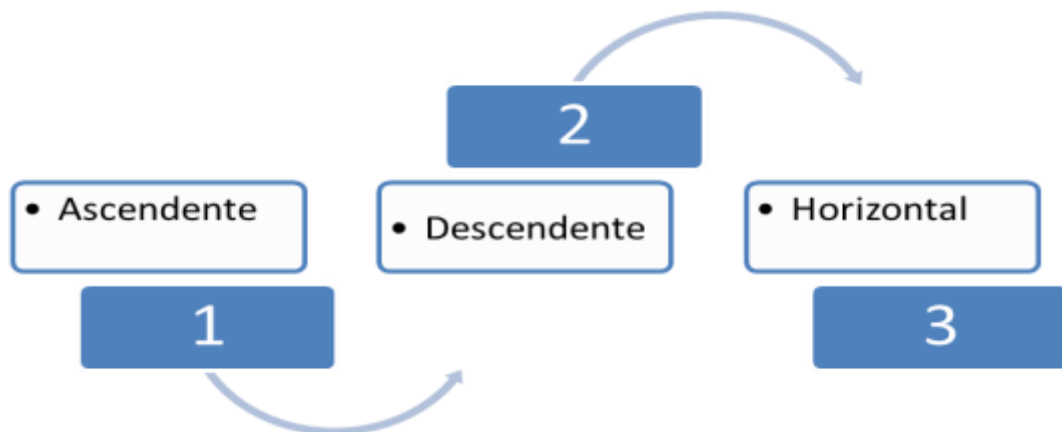 • Ascendente
1
2
• Descendente
• Horizontal
3